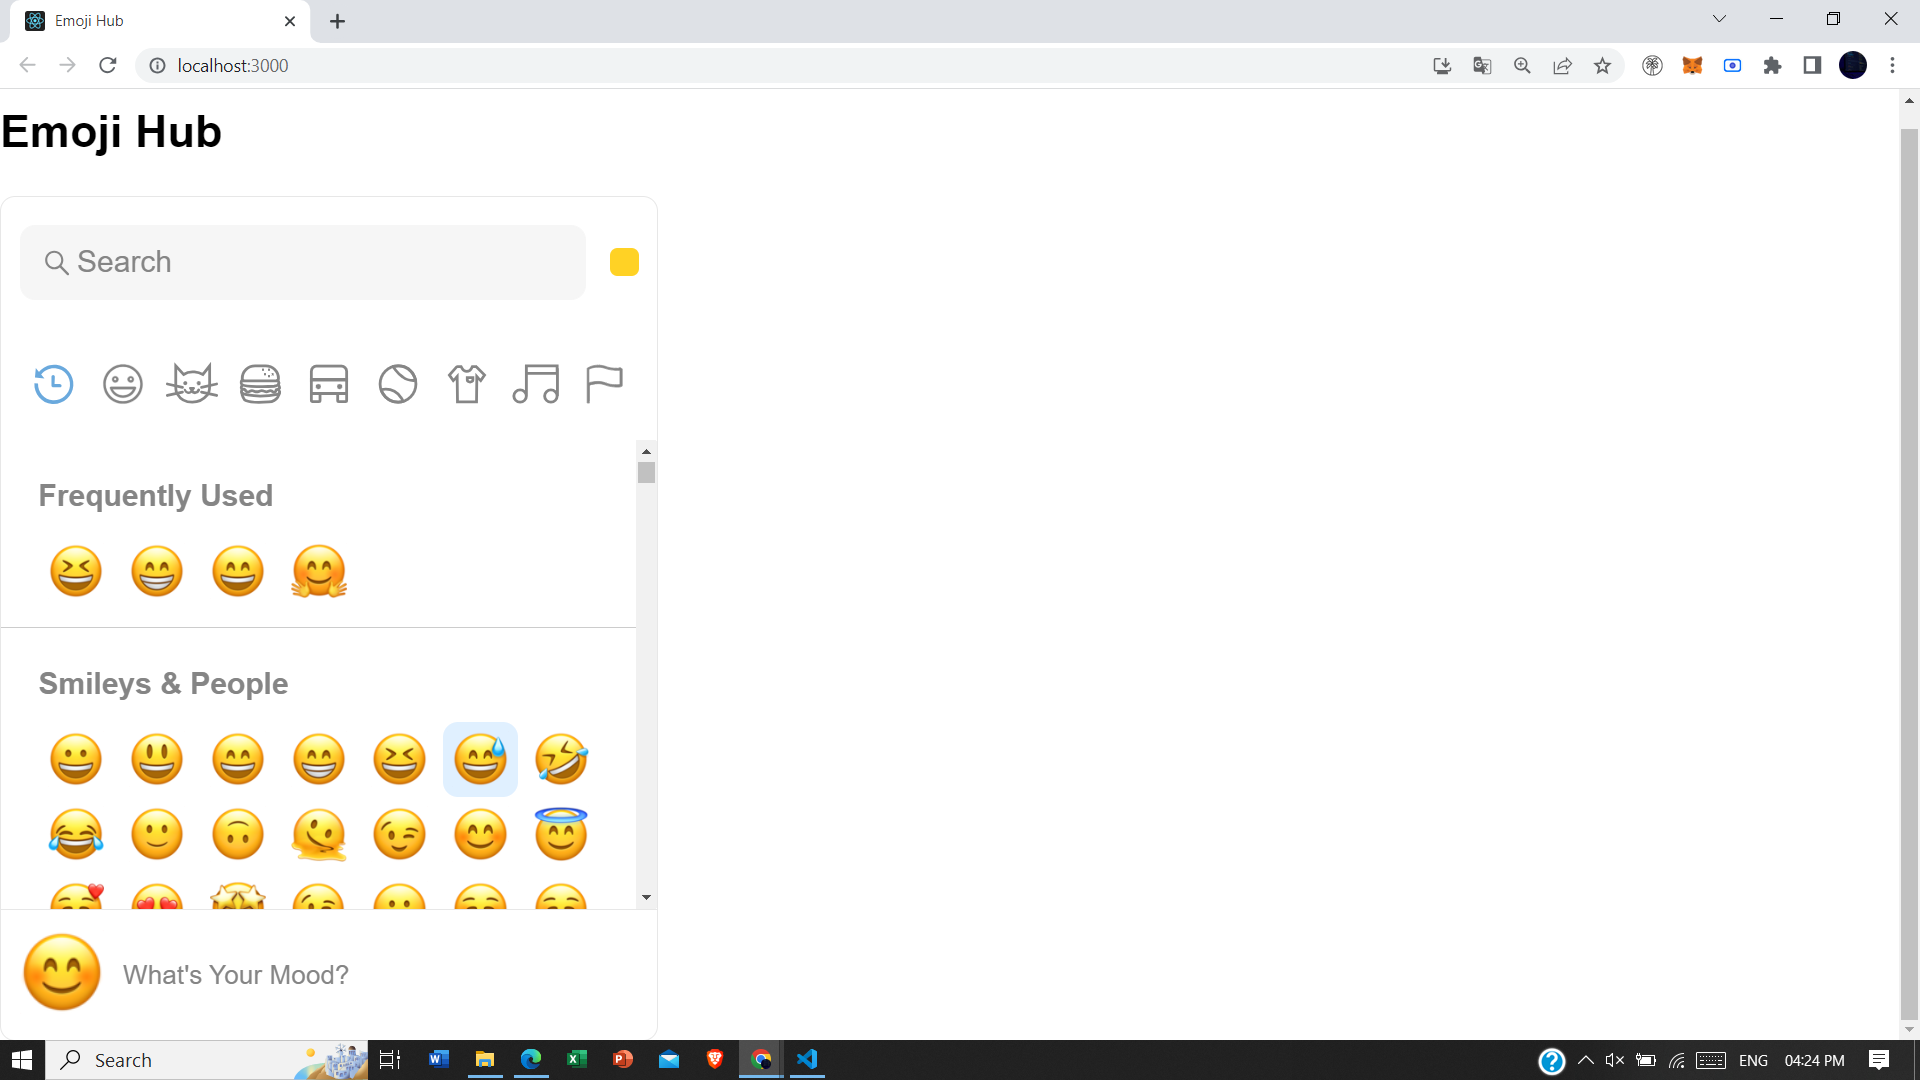 Emoji Hub
localhost:3000
Emoji Hub
Search
Frequently Used
Smileys & People
What's Your Mood?
Search
ENG
04:24 PM